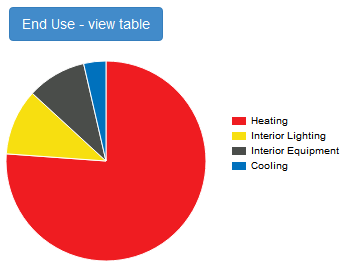 End Use - view table
Heating
Interior Lighting
Interior Equipment
Cooling